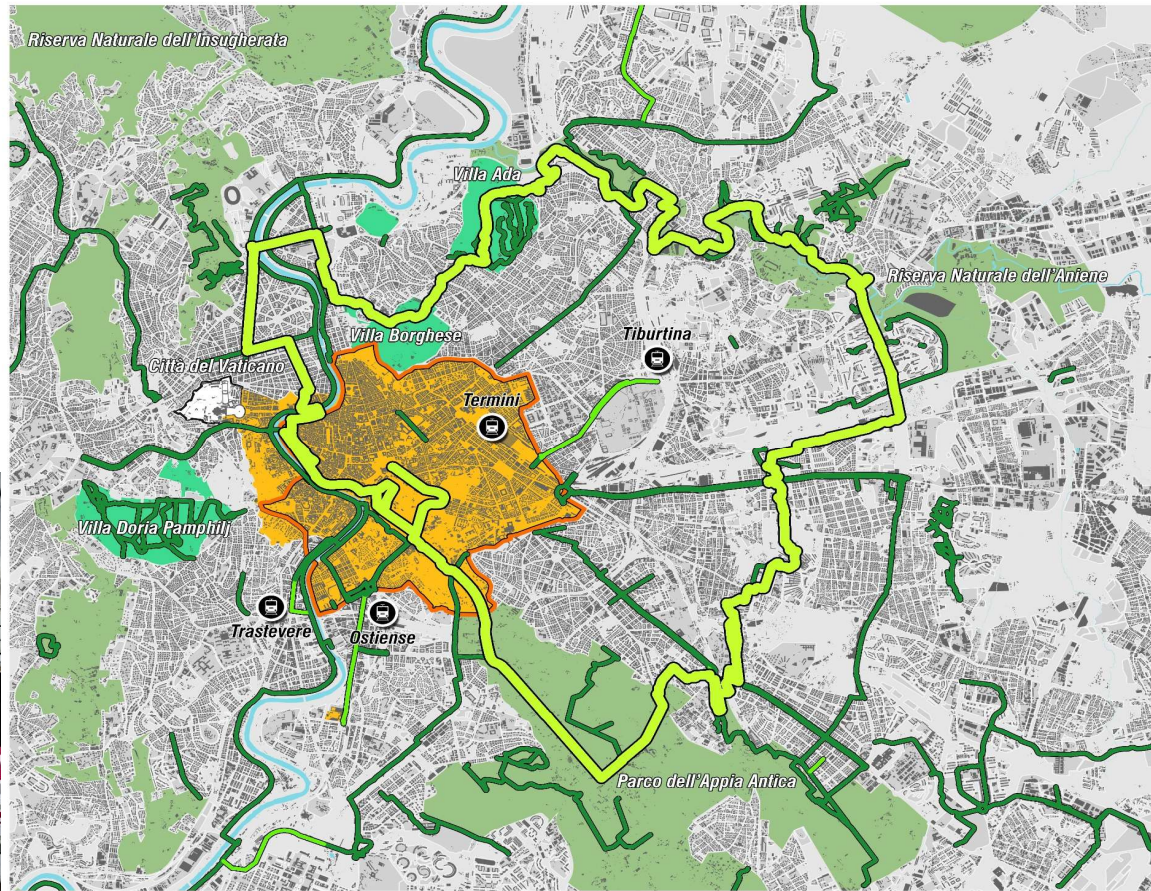 Riserva Naturale dell'Insugherata
Villa Ada
Riserva Naturale dell'Aniene
Villa Borghese
Tiburtina
Città del Vaticano
Termini
Villa Doria Pamphilj
Trastevere
Ostiense
Parco dell'Appia Antica